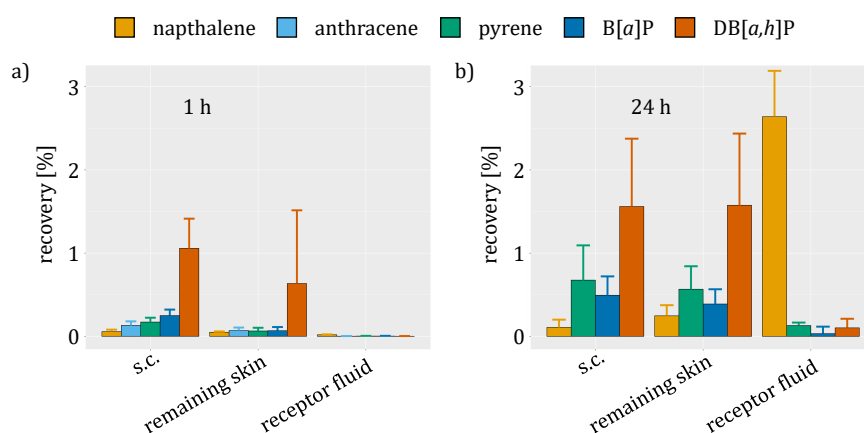 napthalene anthracene pyrene B[a]P DB[a,h]P
a)
1 h
recovery [%]
3
2
1
0
s.c.
remaining skin
receptor fluid
b)
24 h
recovery [%]
3
2
1
0
s.c.
remaining skin
receptor fluid